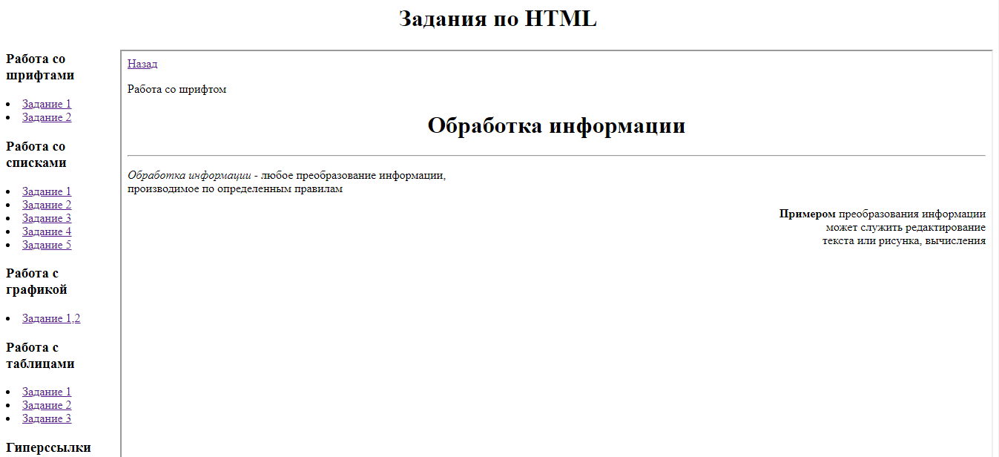 Задания по HTML
Работа со
шрифтами
Задание 1
Задание 2
Работа со
списками
Задание 1
Задание 2
Задание 3
Задание 4
Задание 5
Работа с
графикой
Задание 1,2
Работа с
таблицами
Задание 1
Задание 2
Задание 3
Гиперссылки
Назад
Работа со шрифтом
Обработка информации
Обработка информации - любое преобразование информации,
производимое по определенным правилам
Примером преобразования информации
может служить редактирование
текста или рисунка, вычисления